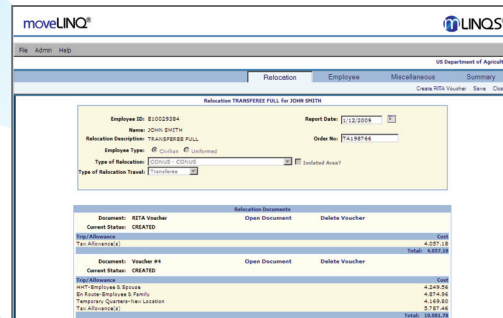 moveLINQ®
mLINQS
File Admin Help
US Department of Agricult
Relocation Employee Miscellaneous Summary
Create RITA Voucher Save Clos
Relocation TRANSFEREE FULL for JOHN SMITH
Employee ID: E10029384 Report Date: 1/12/2009
Name: JOHN SMITH
Relocation Description: TRANSFEREE FULL Order No: TA198766
Employee Type: Civilian Uniformed
Type of Relocation: CONUS - CONUS Isolated Area?
Type of Relocation Travel: Transferee
Relocation Documents
Document: RITA Voucher Open Document Delete Voucher
Current Status: CREATED
Trip/Allowance Cost
Tax Allowance(s) 4,057.18
Total: 4,057.18
Document: Voucher #4 Open Document Delete Voucher
Current Status: CREATED
Trip/Allowance Cost
HHT-Employee & Spouse 4,249.56
En Route-Employee & Family 4,874.96
Temporary Quarters-New Location 4,169.80
Tax Allowance(s) 5,787.46
Total: 19,081.78